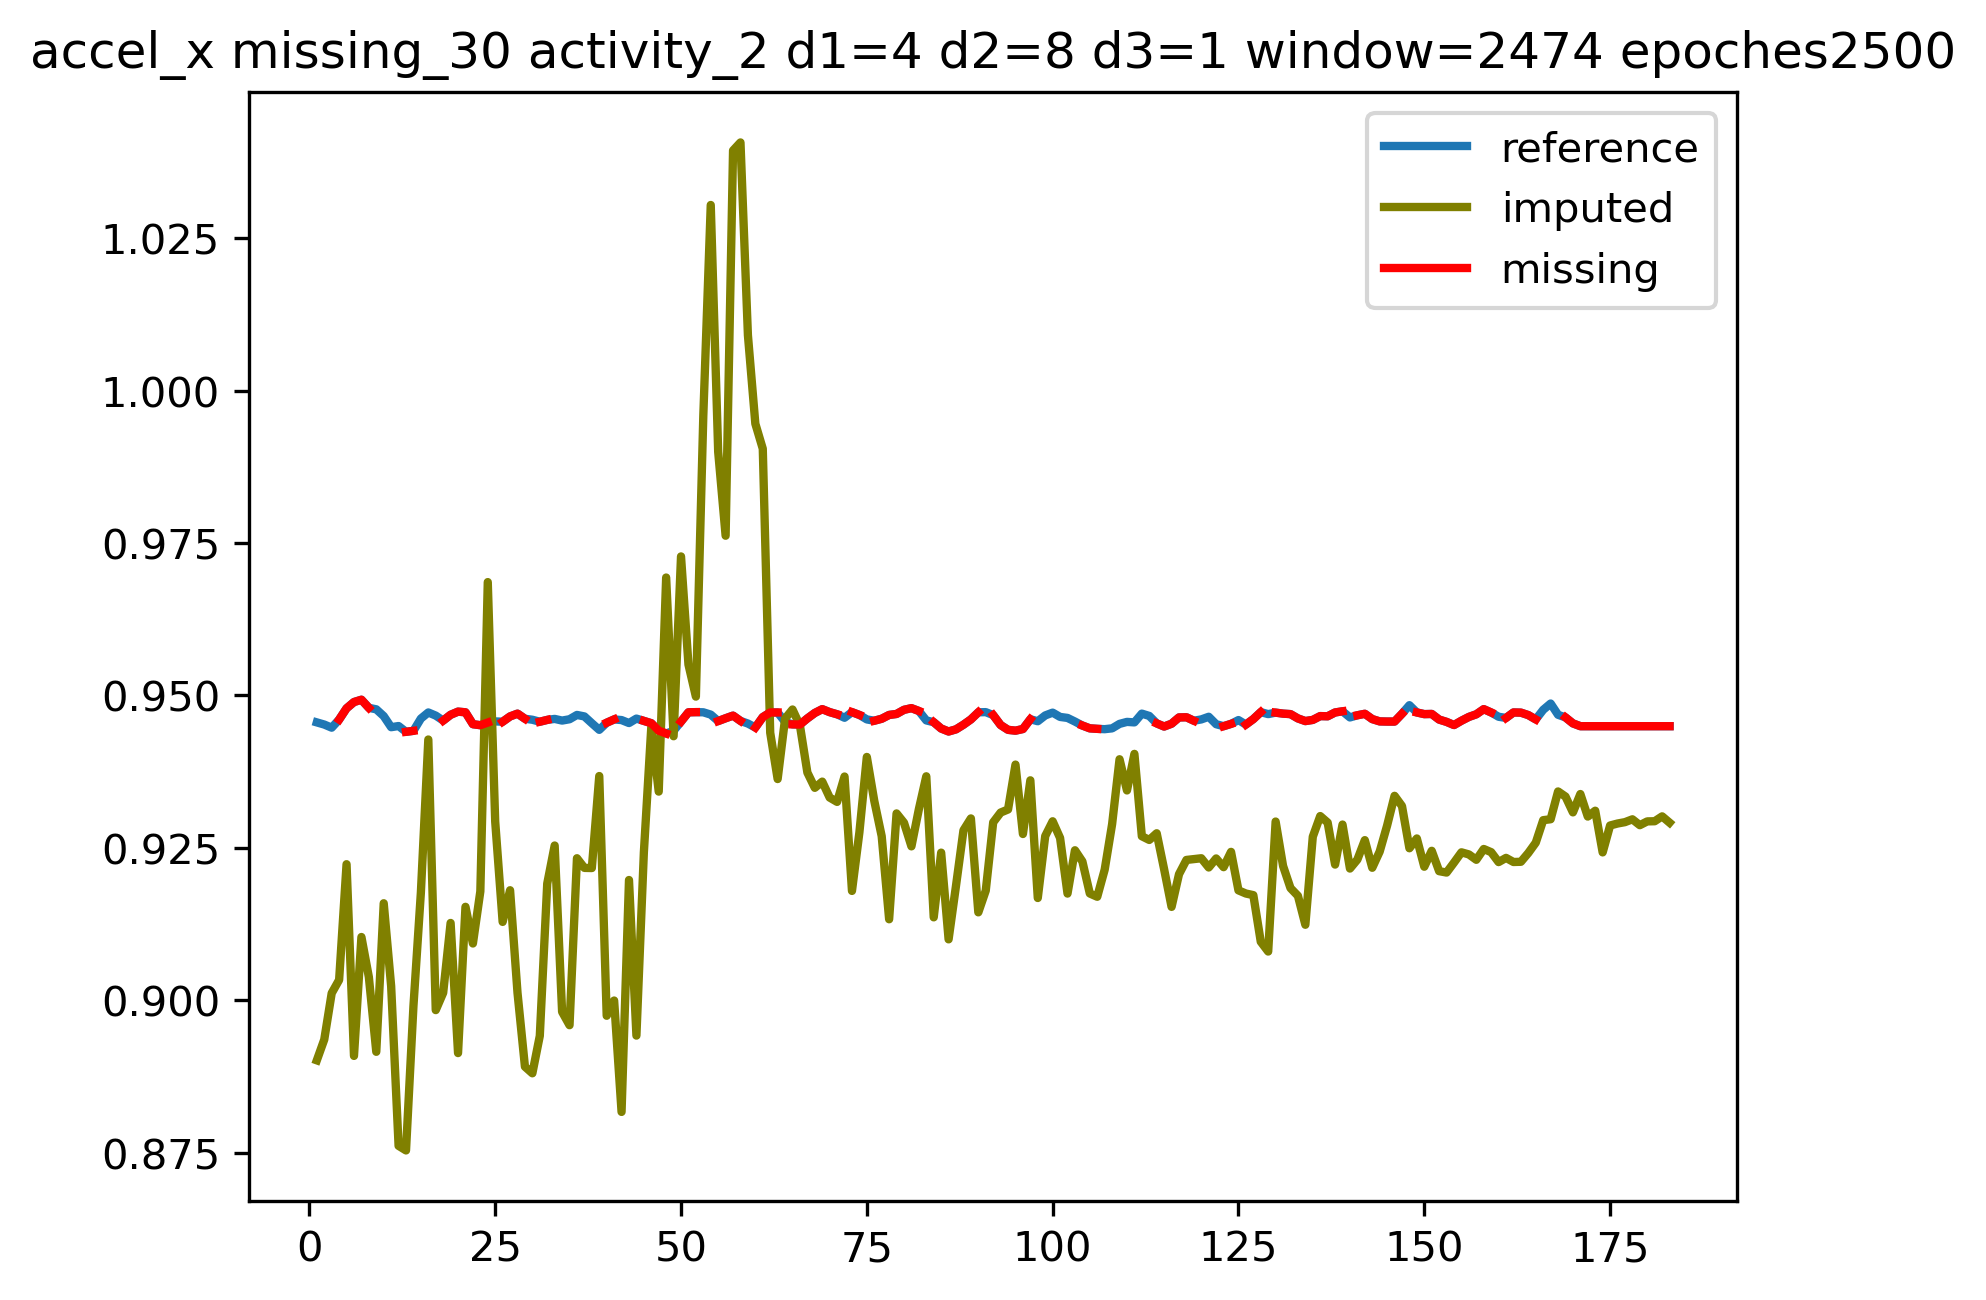 accel_x missing_30 activity_2 d1=4 d2=8 d3=1 window=2474 epoches2500
reference
imputed
missing
1.025
1.000
0.975
0.950
0.925
0.900
0.875
0 25 50 75 100 125 150 175